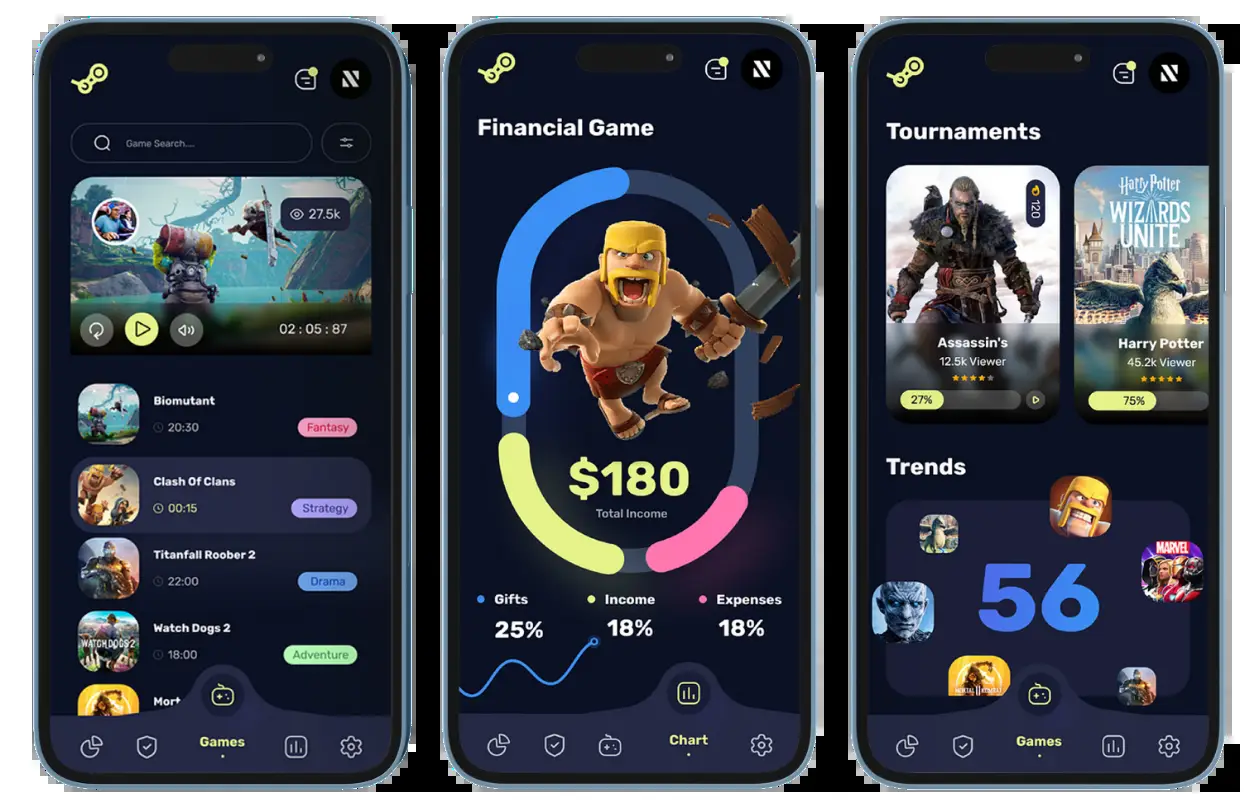 Game Search....
27.5k
02 : 05 : 87
Biomutant
20:30
Fantasy
Clash Of Clans
00:15
Strategy
Titanfall Roober 2
22:00
Drama
WATCH DOGS 2
Watch Dogs 2
18:00
Adventure
Games
Financial Game
$180
Total Income
Gifts
Income
Expenses
25%
18%
18%
Chart
Tournaments
120
Assassin's
12.5k Viewer
27%
Harry Potter
WIZARDS
UNITE
Harry Potter
45.2k Viewer
75%
Trends
MARVEL
56
MORTAL KOMBAT
Games